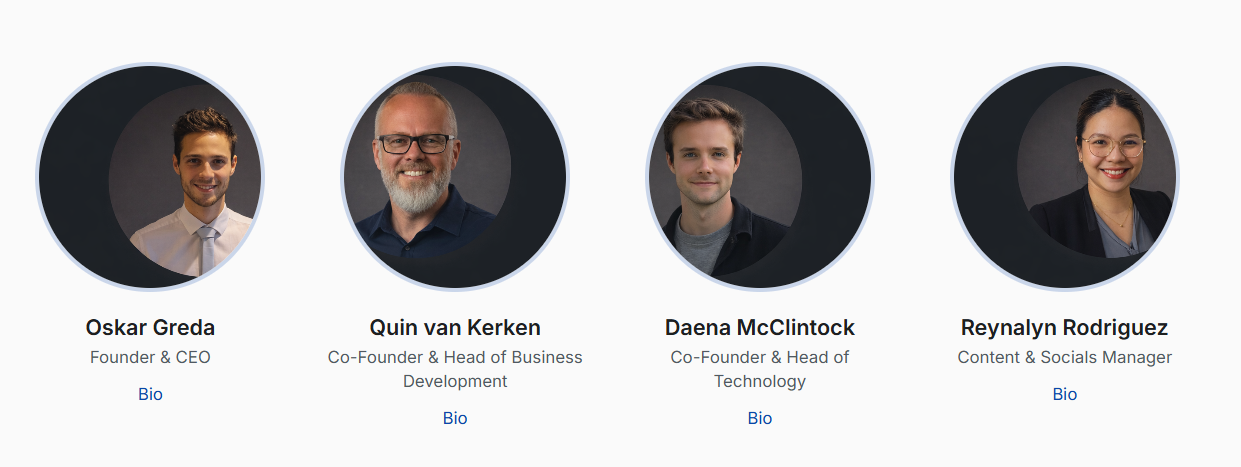 Oskar Greda
Founder & CEO
Bio
Quin van Kerken
Co-Founder & Head of Business
Development
Bio
Daena McClintock
Co-Founder & Head of
Technology
Bio
Reynalyn Rodriguez
Content & Socials Manager
Bio